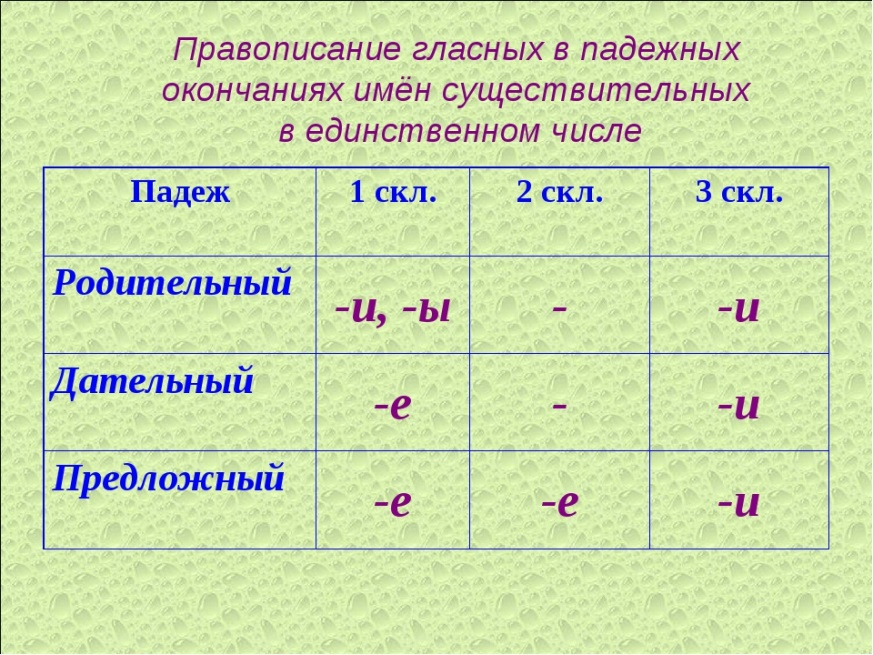 Правописание гласных в падежных
окончаниях имён существительных
в единственном числе
Падеж 1 скл. 2 скл. 3 скл.
Родительный -и, -ы - -и
Дательный -е - -и
Предложный -е -е -и